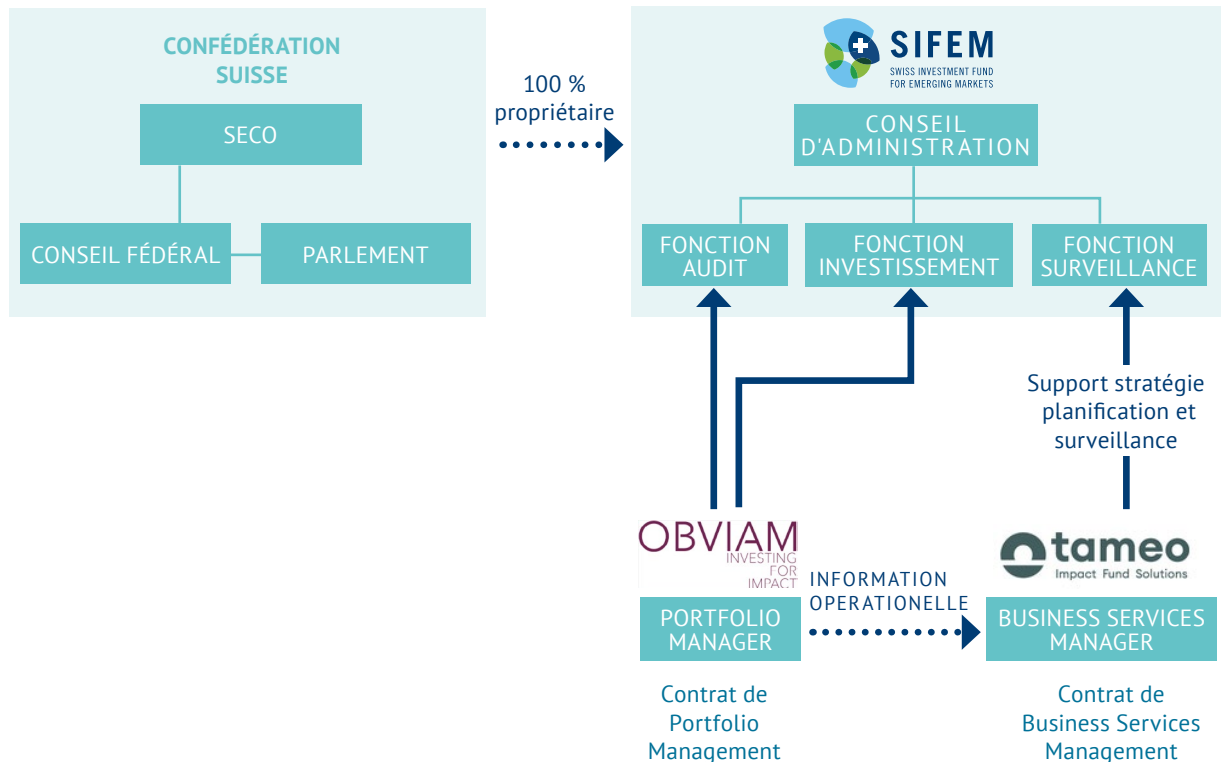 CONFÉDÉRATION
SUISSE
SECO
CONSEIL FÉDÉRAL
PARLEMENT
100 %
propriétaire
SIFEM
SWISS INVESTMENT FUND
FOR EMERGING MARKETS
CONSEIL
D'ADMINISTRATION
FONCTION
AUDIT
FONCTION
INVESTISSEMENT
FONCTION
SURVEILLANCE
Support stratégie
planification et
surveillance
OBVIAM
INVESTING
FOR
IMPACT
PORTFOLIO
MANAGER
Contrat de
Portfolio
Management
INFORMATION
OPERATIONELLE
tameo
Impact Fund Solutions
BUSINESS SERVICES
MANAGER
Contrat de
Business Services
Management